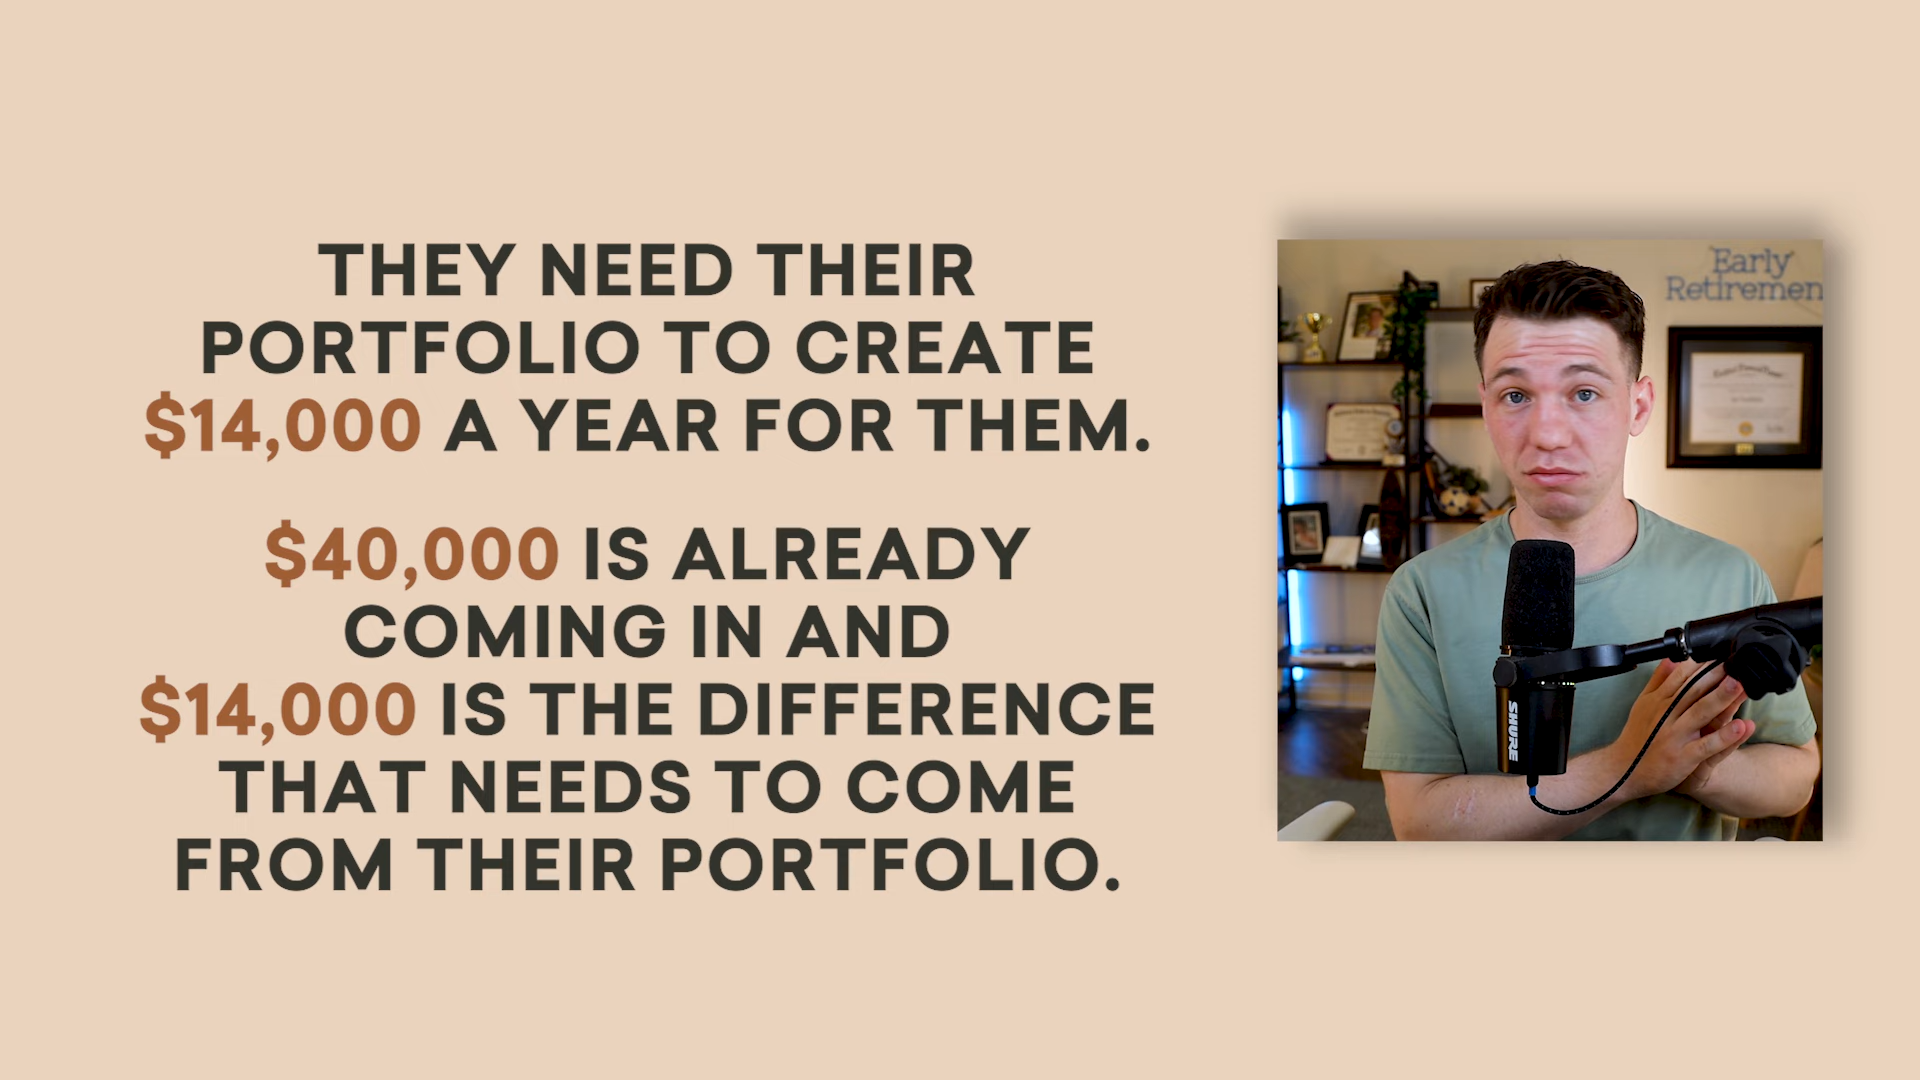 THEY NEED THEIR
PORTFOLIO TO CREATE
$14,000 A YEAR FOR THEM.
$40,000 IS ALREADY
COMING IN AND
$14,000 IS THE DIFFERENCE
THAT NEEDS TO COME
FROM THEIR PORTFOLIO.
Early
Retiremen
SHURE